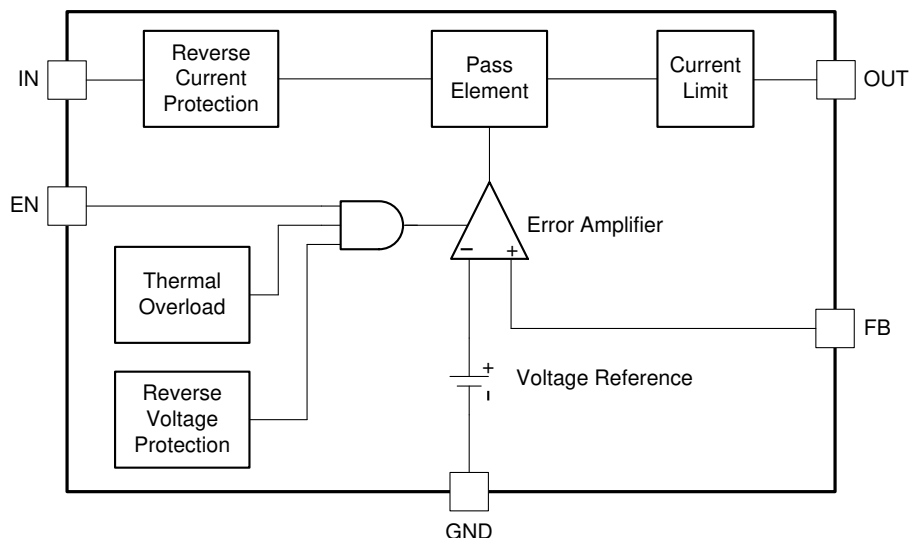 IN
Reverse
Current
Protection
Pass
Element
Current
Limit
OUT
EN
Error Amplifier
− +
Thermal
Overload
FB
+
Voltage Reference
−
Reverse
Voltage
Protection
GND